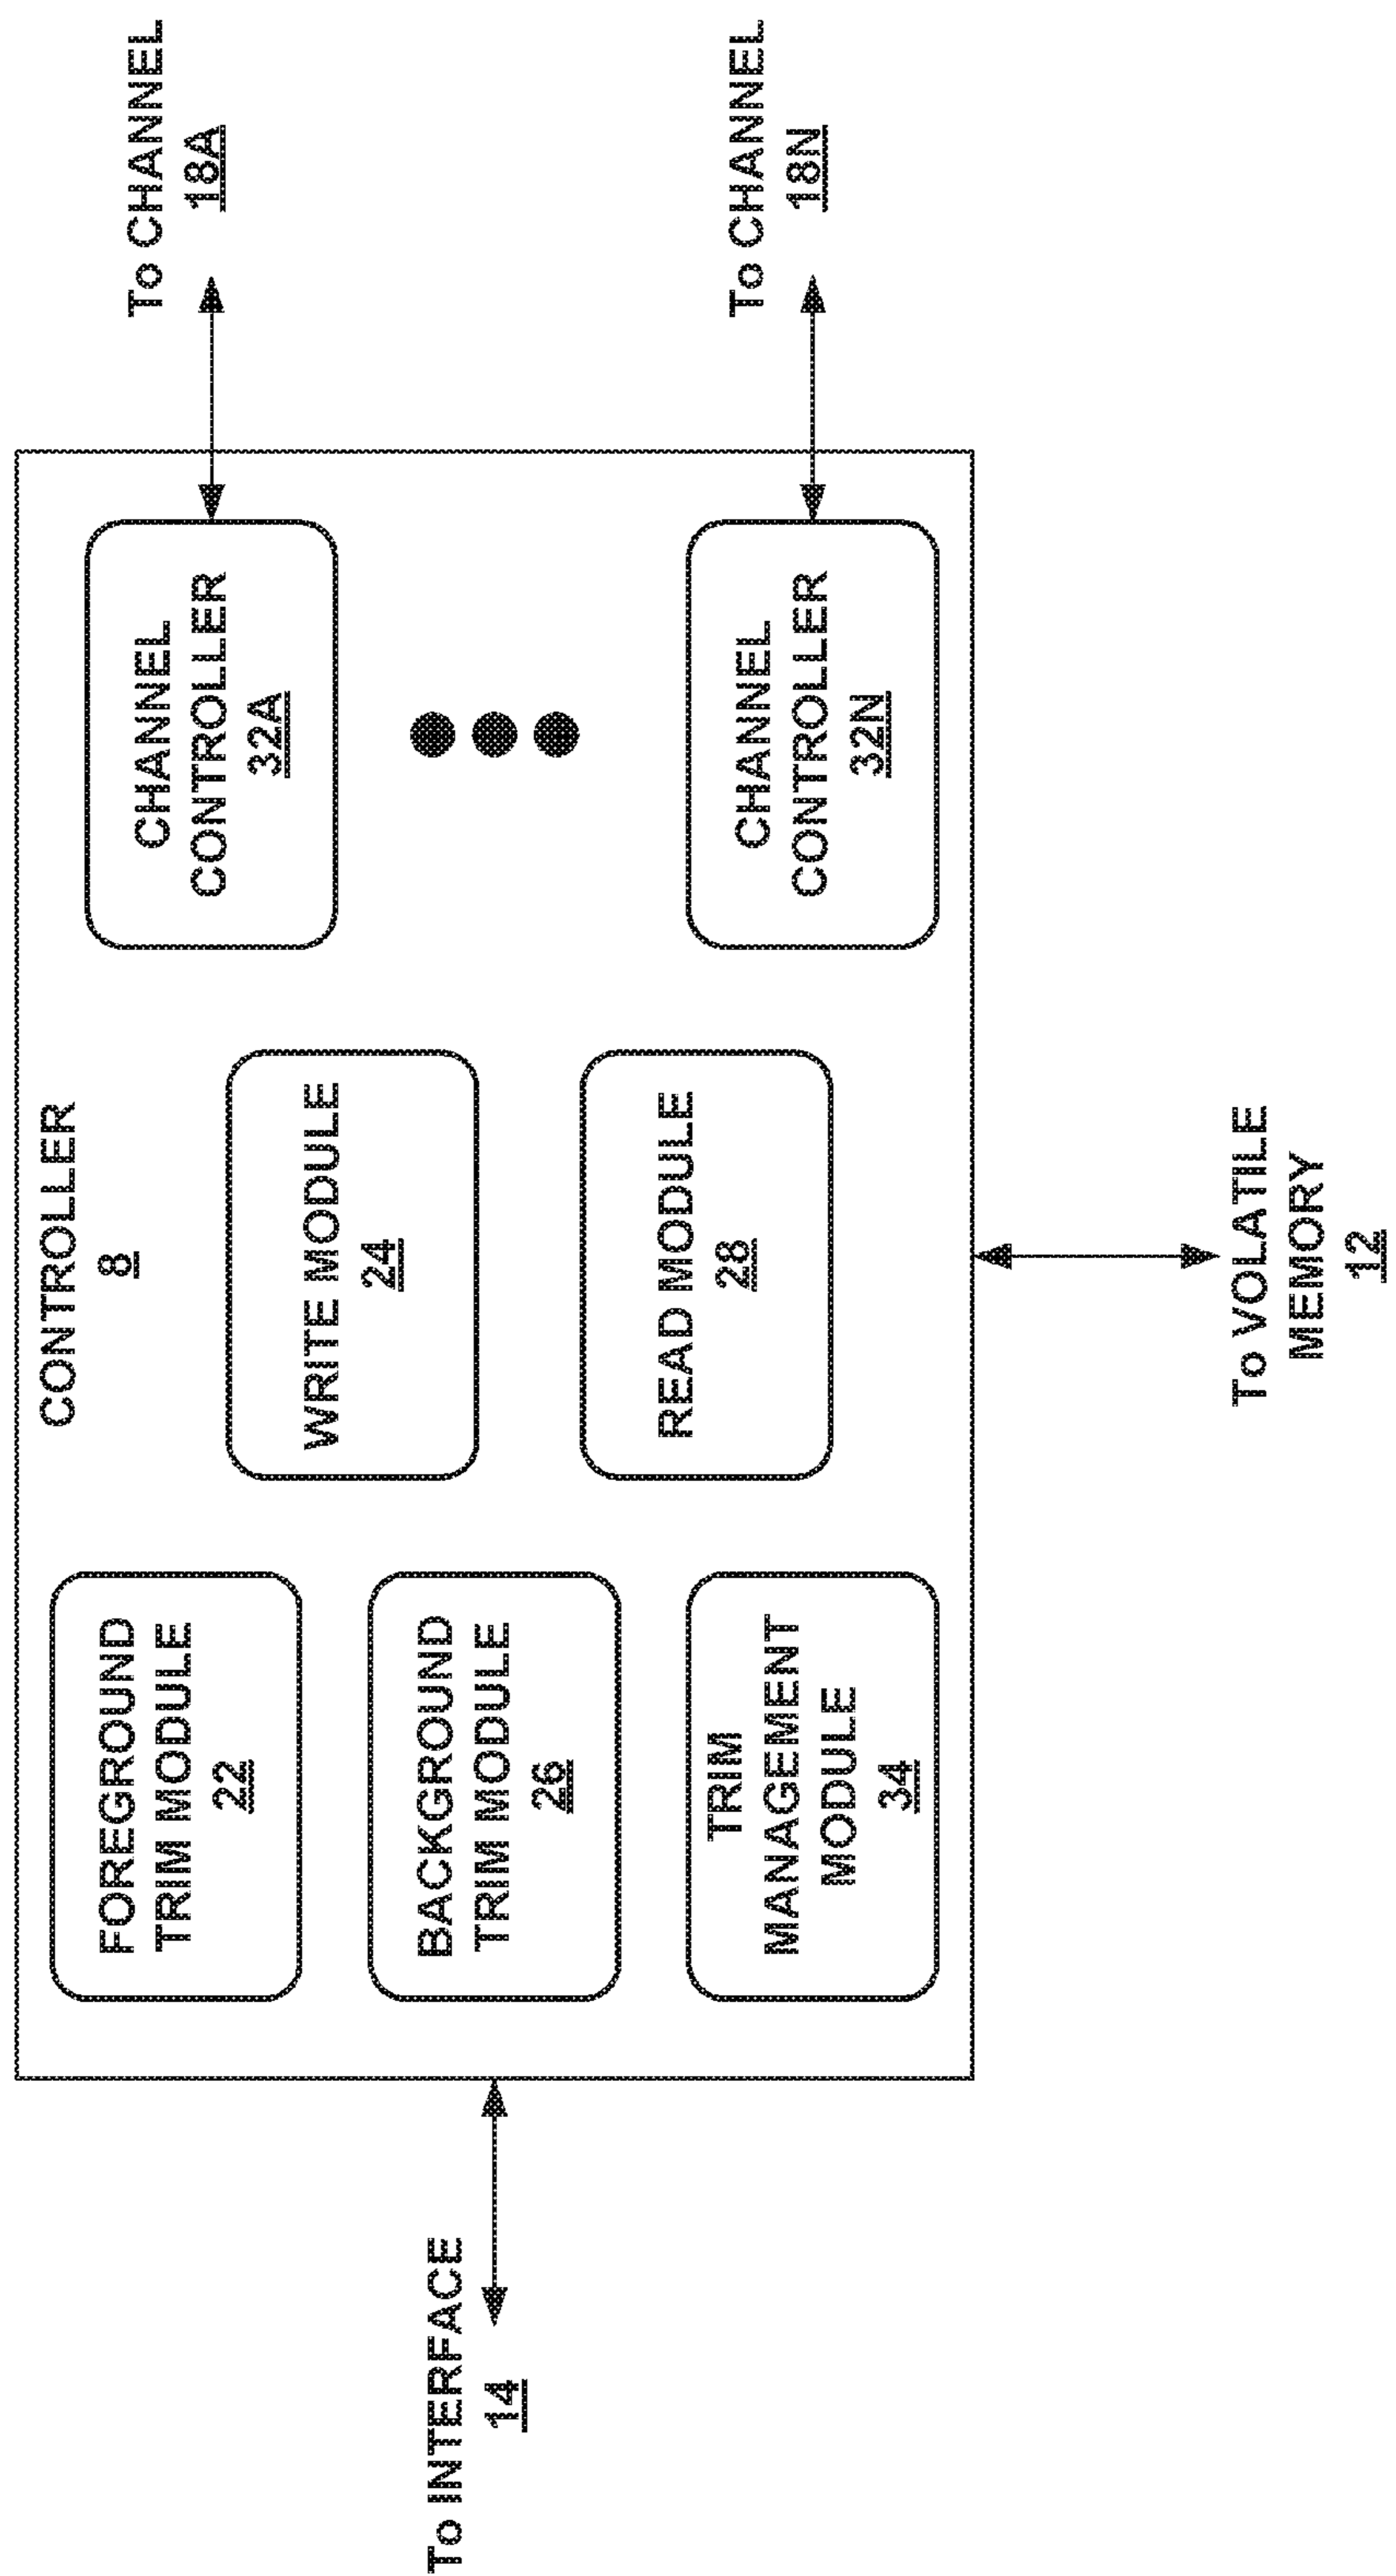 CONTROLLER
8
FOREGROUND
TRIM MODULE
22
BACKGROUND
TRIM MODULE
26
TRIM
MANAGEMENT
MODULE
34
WRITE MODULE
24
READ MODULE
28
CHANNEL
CONTROLLER
32A
CHANNEL
CONTROLLER
32N
To INTERFACE
14
To CHANNEL
18A
To CHANNEL
18N
To VOLATILE
MEMORY
12